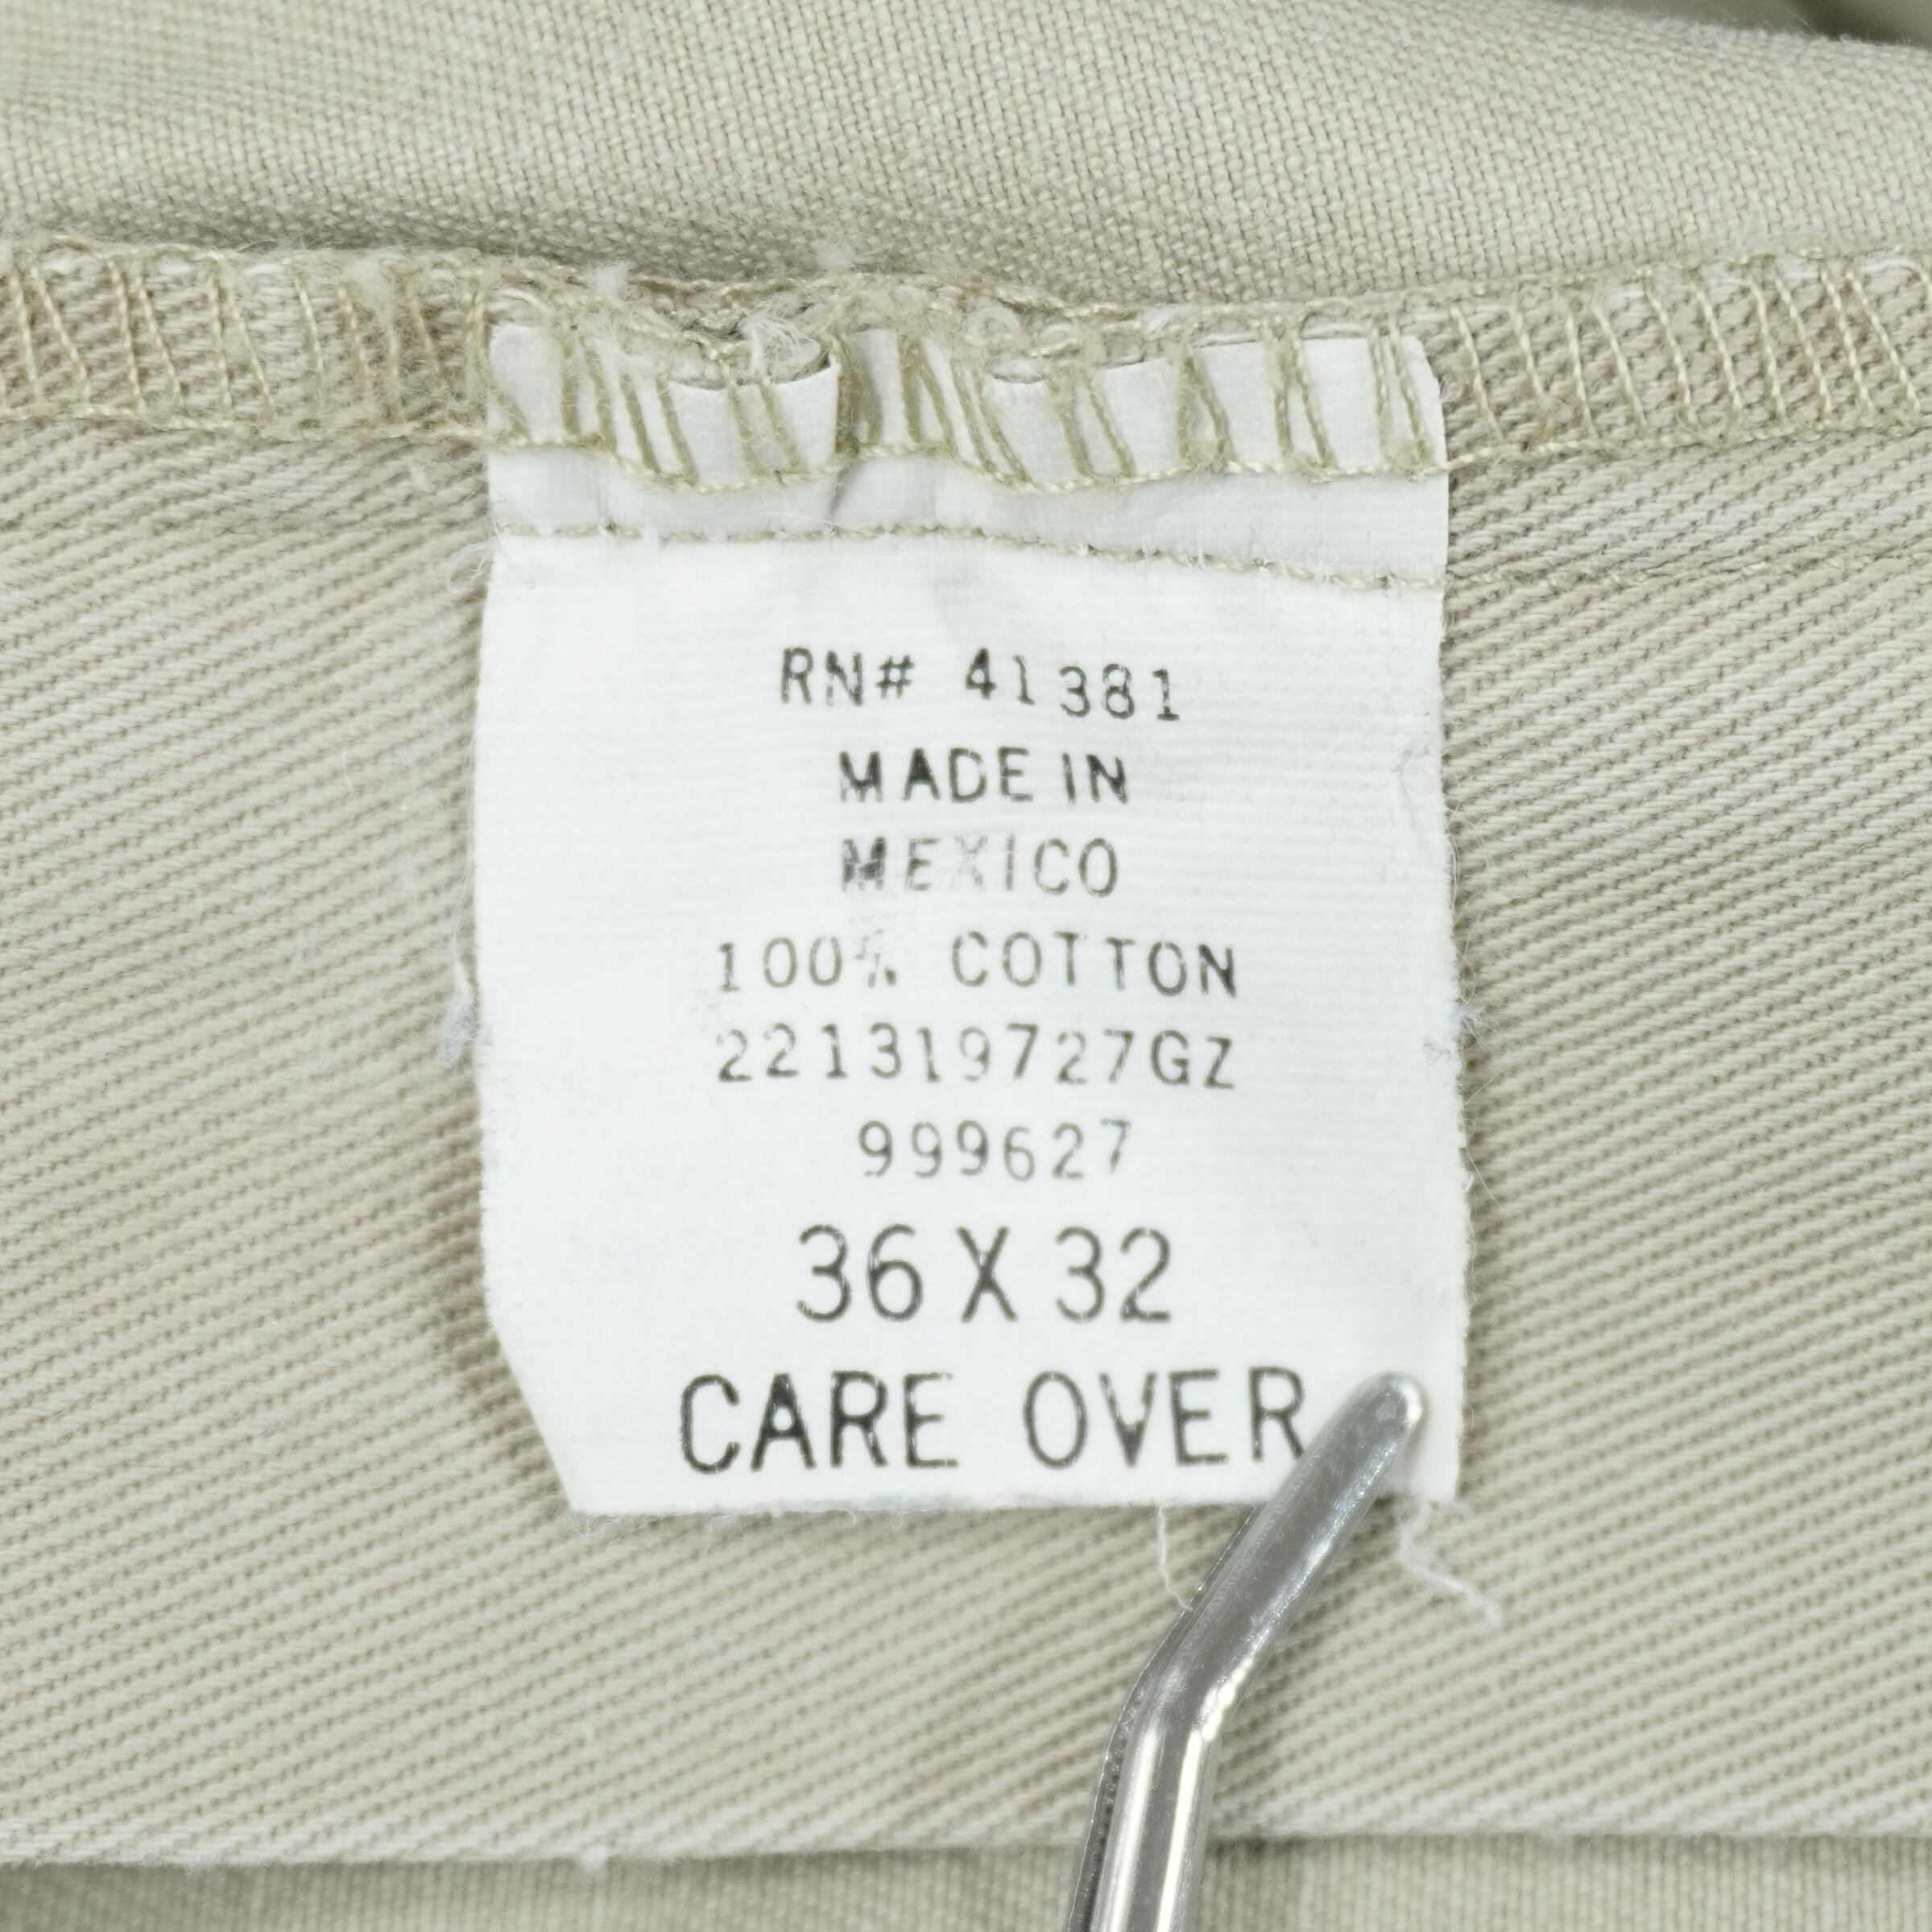 RN# 41381
MADE IN
MEXICO
100% COTTON
221319727GZ
999627
36 X 32
CARE OVER